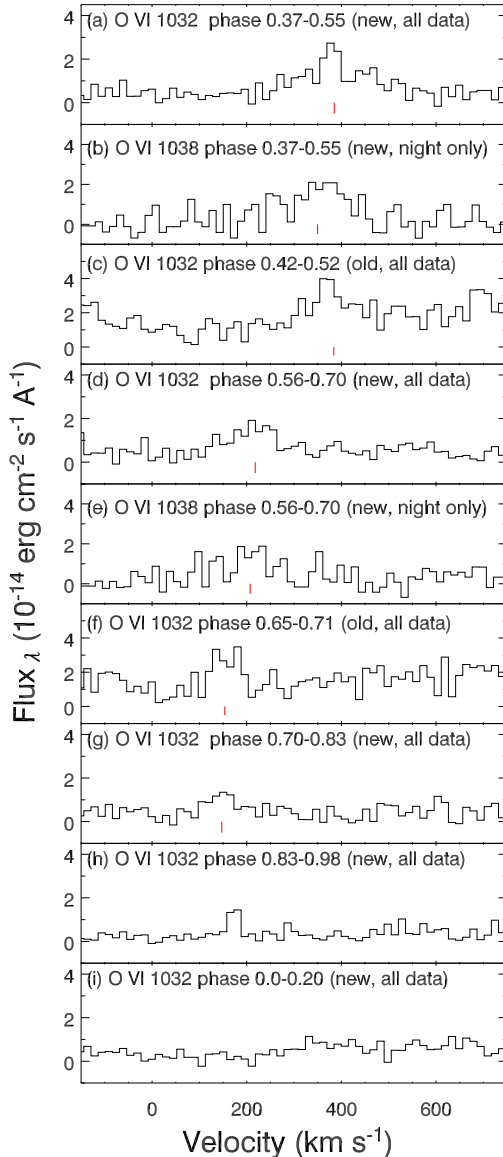 (a) O VI 1032 phase 0.37-0.55 (new, all data)
4
2
0
(b) O VI 1038 phase 0.37-0.55 (new, night only)
4
2
0
(c) O VI 1032 phase 0.42-0.52 (old, all data)
4
2
0
(d) O VI 1032 phase 0.56-0.70 (new, all data)
4
2
0
(e) O VI 1038 phase 0.56-0.70 (new, night only)
4
2
0
(f) O VI 1032 phase 0.65-0.71 (old, all data)
4
2
0
(g) O VI 1032 phase 0.70-0.83 (new, all data)
4
2
0
(h) O VI 1032 phase 0.83-0.98 (new, all data)
4
2
0
(i) O VI 1032 phase 0.0-0.20 (new, all data)
4
2
0
Flux λ (10⁻¹⁴ erg cm⁻² s⁻¹ A⁻¹)
0 200 400 600
Velocity (km s⁻¹)